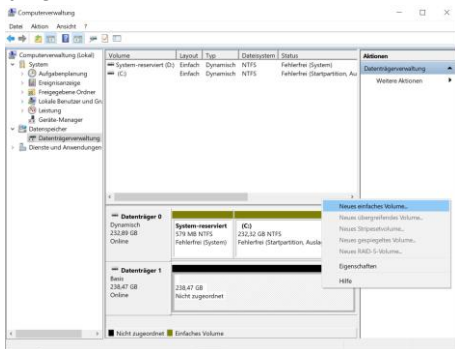 Computerverwaltung
Datei Aktion Ansicht ?
Computerverwaltung (Lokal)
System
Aufgabenplanung
Ereignisanzeige
Freigegebene Ordner
Lokale Benutzer und Gru
Leistung
Geräte-Manager
Datenspeicher
Datenträgerverwaltung
Dienste und Anwendungen
Volume Layout Typ Dateisystem Status
System-reserviert (D:) Einfach Dynamisch NTFS Fehlerfrei (System)
(C:) Einfach Dynamisch NTFS Fehlerfrei (Startpartition, Au
Aktionen
Datenträgerverwaltung
Weitere Aktionen
Datenträger 0
Dynamisch
232,89 GB
Online
System-reserviert
579 MB NTFS
Fehlerfrei (System)
(C:)
232,32 GB NTFS
Fehlerfrei (Startpartition, Ausla
Datenträger 1
Basis
238,47 GB
Online
238,47 GB
Nicht zugeordnet
Neues einfaches Volume...
Neues übergreifendes Volume...
Neues Stripesetvolume...
Neues gespiegeltes Volume...
Neues RAID-5-Volume...
Eigenschaften
Hilfe
Nicht zugeordnet Einfaches Volume